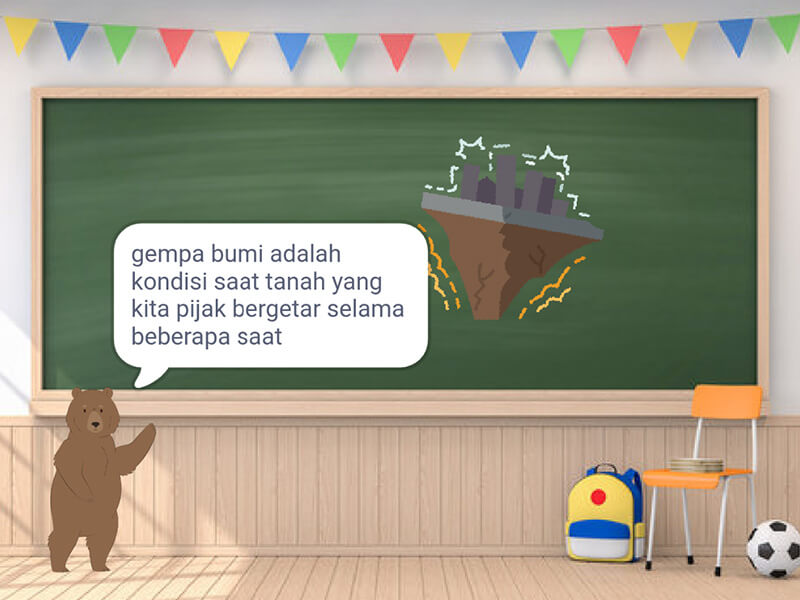 gempa bumi adalah
kondisi saat tanah yang
kita pijak bergetar selama
beberapa saat